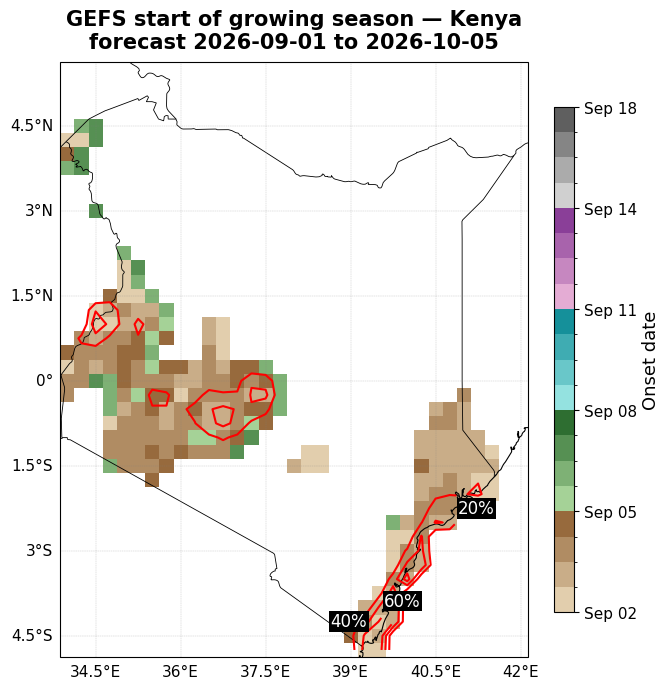 GEFS start of growing season — Kenya
forecast 2026-09-01 to 2026-10-05
4.5°N
3°N
1.5°N
0°
1.5°S
3°S
4.5°S
34.5°E
36°E
37.5°E
39°E
40.5°E
42°E
20%
60%
40%
Sep 18
Sep 14
Sep 11
Sep 08
Sep 05
Sep 02
Onset date